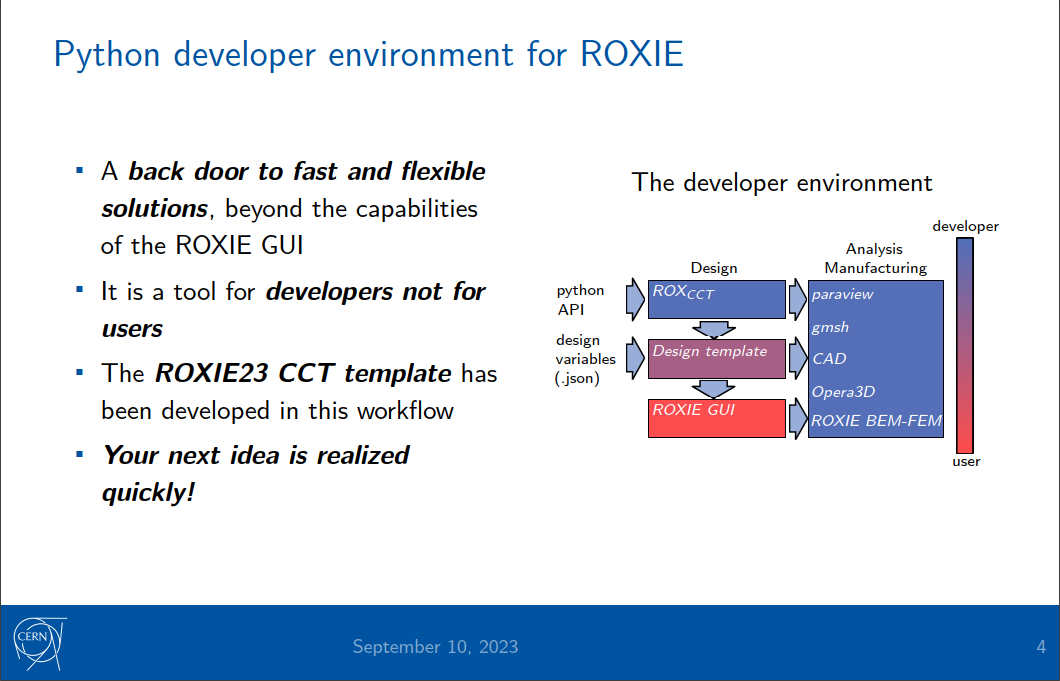 Python developer environment for ROXIE
▪ A back door to fast and flexible
solutions, beyond the capabilities
of the ROXIE GUI
▪ It is a tool for developers not for
users
▪ The ROXIE23 CCT template has
been developed in this workflow
▪ Your next idea is realized
quickly!
The developer environment
developer
Design
Analysis
Manufacturing
python
API
design
variables
(.json)
ROXCCT
Design template
ROXIE GUI
paraview
gmsh
CAD
Opera3D
ROXIE BEM-FEM
user
CERN
September 10, 2023
4